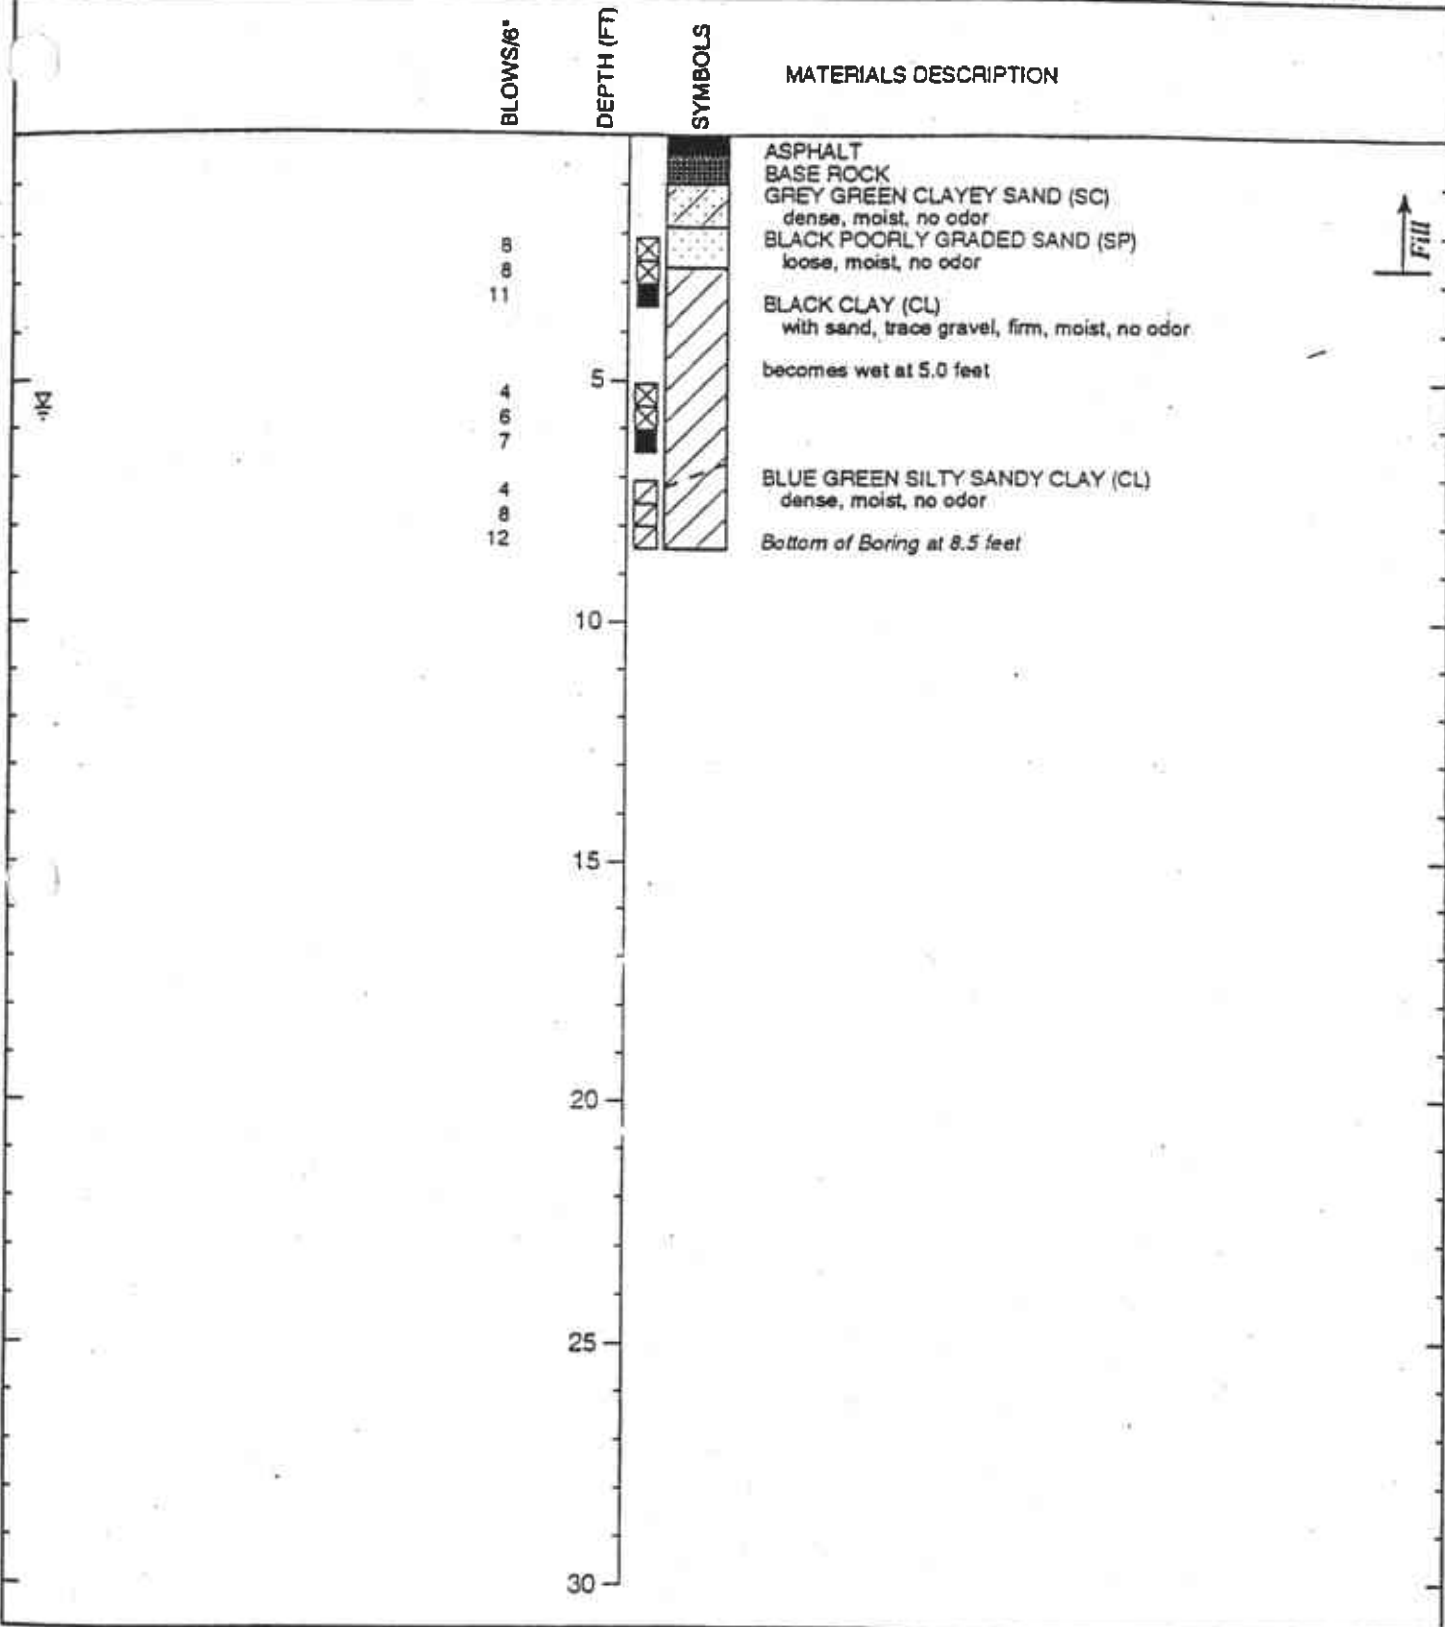 BLOWS/6"
DEPTH (FT)
SYMBOLS
MATERIALS DESCRIPTION
ASPHALT
BASE ROCK
GREY GREEN CLAYEY SAND (SC)
dense, moist, no odor
8
BLACK POORLY GRADED SAND (SP)
Fill
8
loose, moist, no odor
11
BLACK CLAY (CL)
with sand, trace gravel, firm, moist, no odor
5
becomes wet at 5.0 feet
4
6
7
BLUE GREEN SILTY SANDY CLAY (CL)
4
dense, moist, no odor
8
12
Bottom of Boring at 8.5 feet
10
15
20
25
30